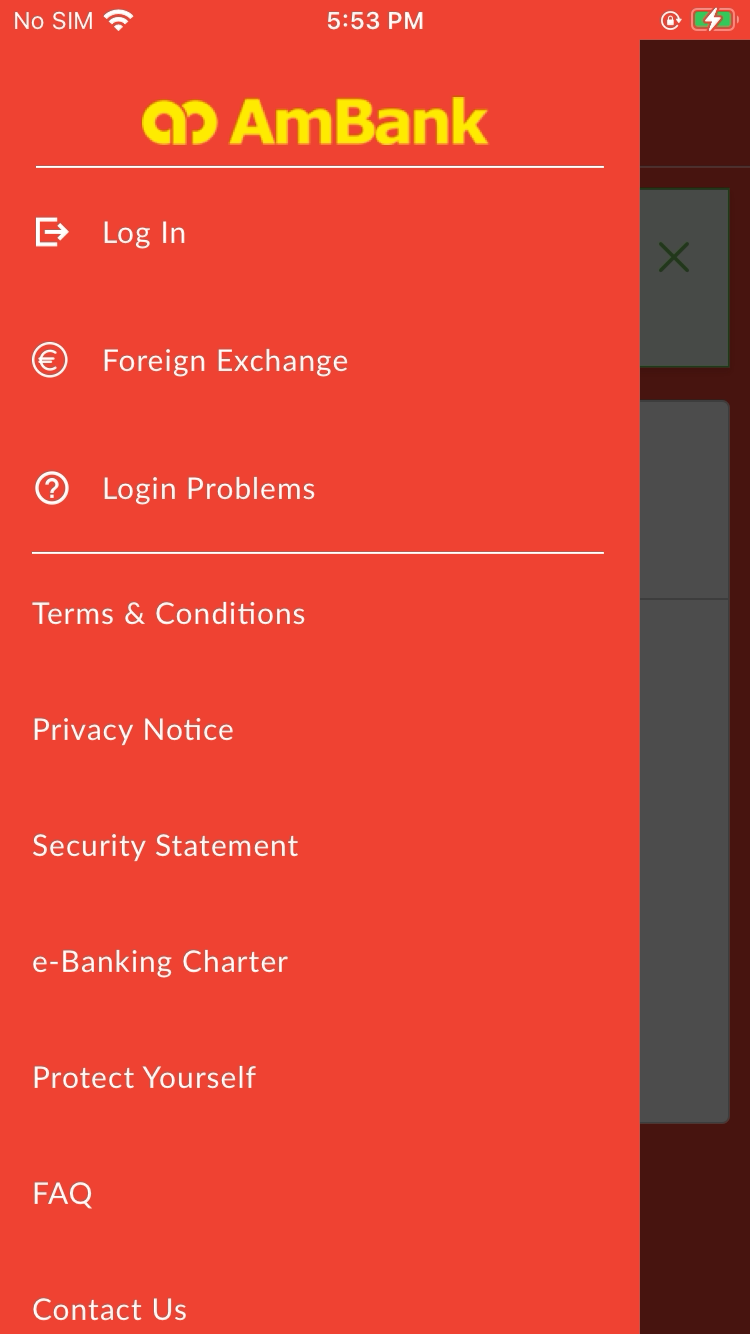 No SIM 5:53 PM
AmBank
Log In
Foreign Exchange
Login Problems
Terms & Conditions
Privacy Notice
Security Statement
e-Banking Charter
Protect Yourself
FAQ
Contact Us